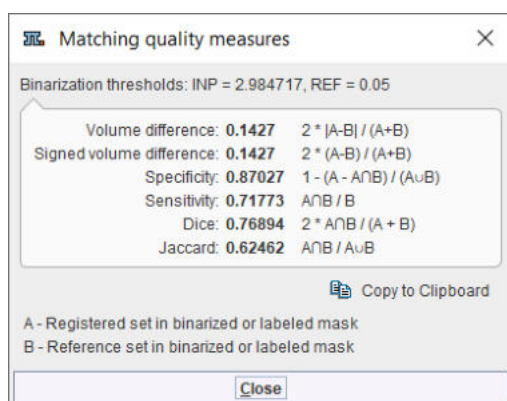 Matching quality measures
Binarization thresholds: INP = 2.984717, REF = 0.05
Volume difference: 0.1427 2 * |A-B| / (A+B)
Signed volume difference: 0.1427 2 * (A-B) / (A+B)
Specificity: 0.87027 1 - (A - A∩B) / (A∪B)
Sensitivity: 0.71773 A∩B / B
Dice: 0.76894 2 * A∩B / (A + B)
Jaccard: 0.62462 A∩B / A∪B
Copy to Clipboard
A - Registered set in binarized or labeled mask
B - Reference set in binarized or labeled mask
Close